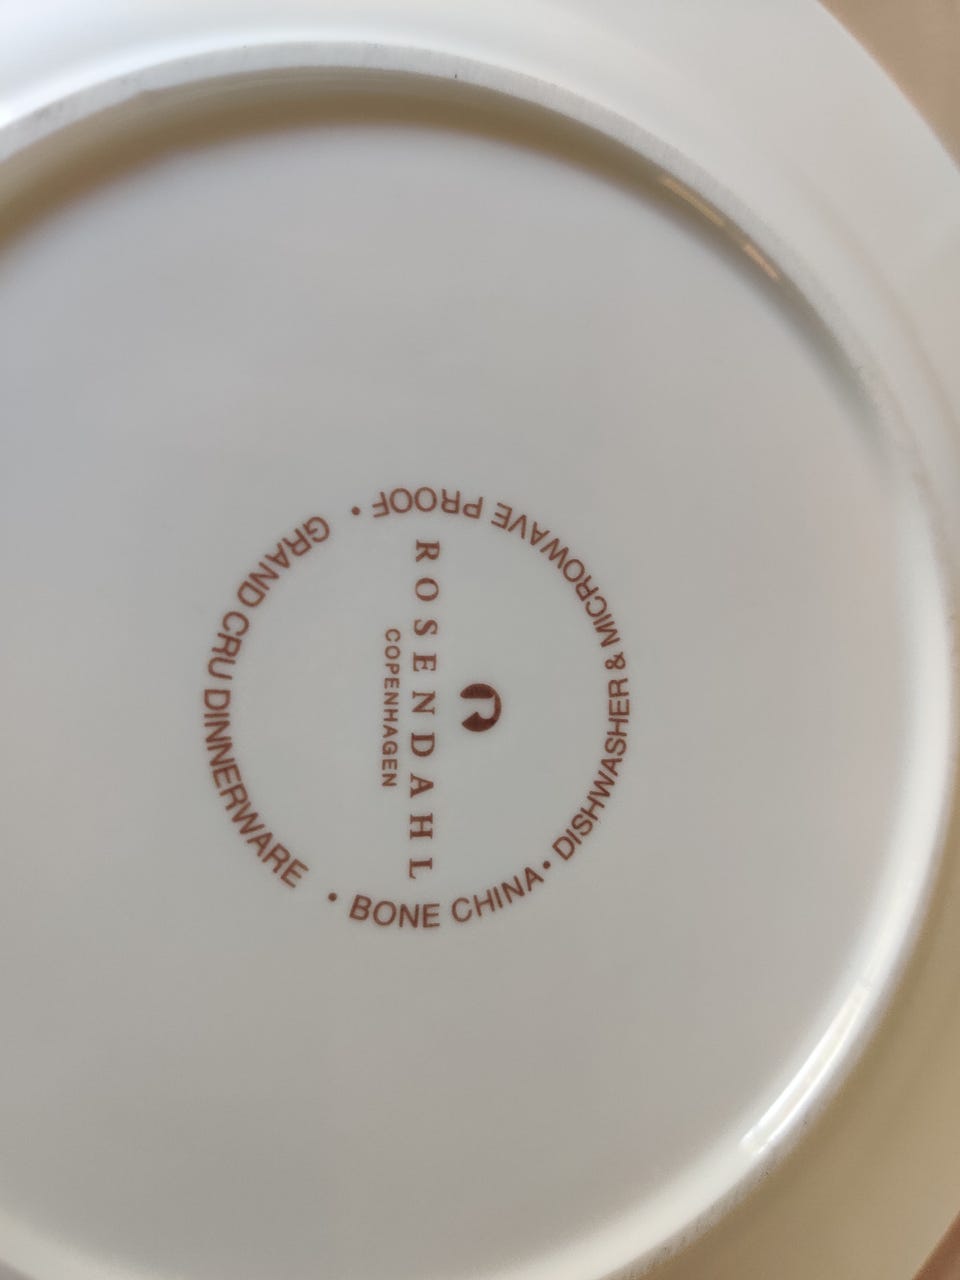 ROSENDAHL
COPENHAGEN
GRAND CRU DINNERWARE • BONE CHINA • DISHWASHER & MICROWAVE PROOF •